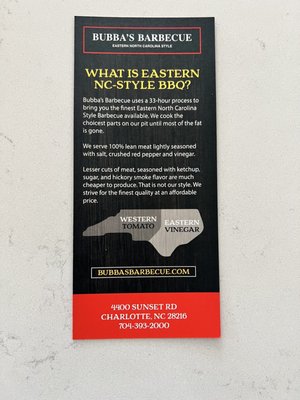 BUBBA'S BARBECUE
EASTERN NORTH CAROLINA STYLE
WHAT IS EASTERN
NC-STYLE BBQ?
Bubba's Barbecue uses a 33-hour process to
bring you the finest Eastern North Carolina
Style Barbecue available. We cook the
choicest parts on our pit until most of the fat
is gone.
We serve 100% lean meat lightly seasoned
with salt, crushed red pepper and vinegar.
Lesser cuts of meat, seasoned with ketchup,
sugar, and hickory smoke flavor are much
cheaper to produce. That is not our style. We
strive for the finest quality at an affordable
price.
WESTERN
TOMATO
EASTERN
VINEGAR
BUBBASBARBECUE.COM
4400 SUNSET RD
CHARLOTTE, NC 28216
704-393-2000